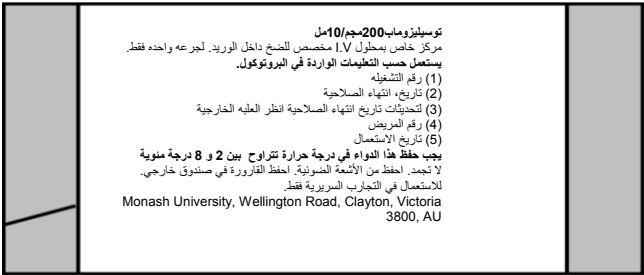 توسيليزوماب200مجم/10مل
مركز خاص بمحلول I.V مخصص للضخ داخل الوريد. لجرعه واحده فقط.
يستعمل حسب التعليمات الواردة في البروتوكول.
(1) رقم التشغيله
(2) تاريخ، انتهاء الصلاحية
(3) لتحديثات تاريخ انتهاء الصلاحية انظر العلبه الخارجية
(4) رقم المريض
(5) تاريخ الاستعمال
يجب حفظ هذا الدواء في درجة حرارة تتراوح بين 2 و 8 درجة مئوية
لا تجمد. احفظ من الأشعة الضوئية. احفظ القارورة في صندوق خارجي.
للاستعمال في التجارب السريرية فقط.
Monash University, Wellington Road, Clayton, Victoria
3800, AU